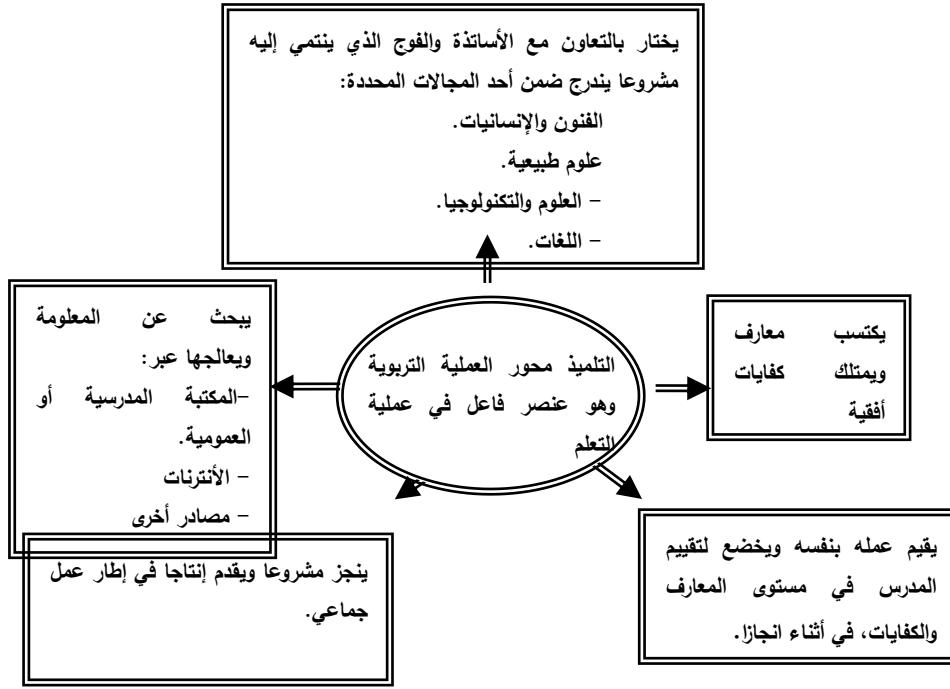 يختار بالتعاون مع الأساتذة والفوج الذي ينتمي إليه
مشروعا يندرج ضمن أحد المجالات المحددة:
الفنون والإنسانيات.
علوم طبيعية.
- العلوم والتكنولوجيا.
- اللغات.
يكتسب معارف
ويمتلك كفايات
أفقية
التلميذ محور العملية التربوية
وهو عنصر فاعل في عملية
التعلم
يبحث عن المعلومة
ويعالجها عبر:
-المكتبة المدرسية أو
العمومية.
- الأنترنات
- مصادر أخرى
يقيم عمله بنفسه ويخضع لتقييم
المدرس في مستوى المعارف
والكفايات، في أثناء انجازا.
ينجز مشروعا ويقدم إنتاجا في إطار عمل
جماعي.